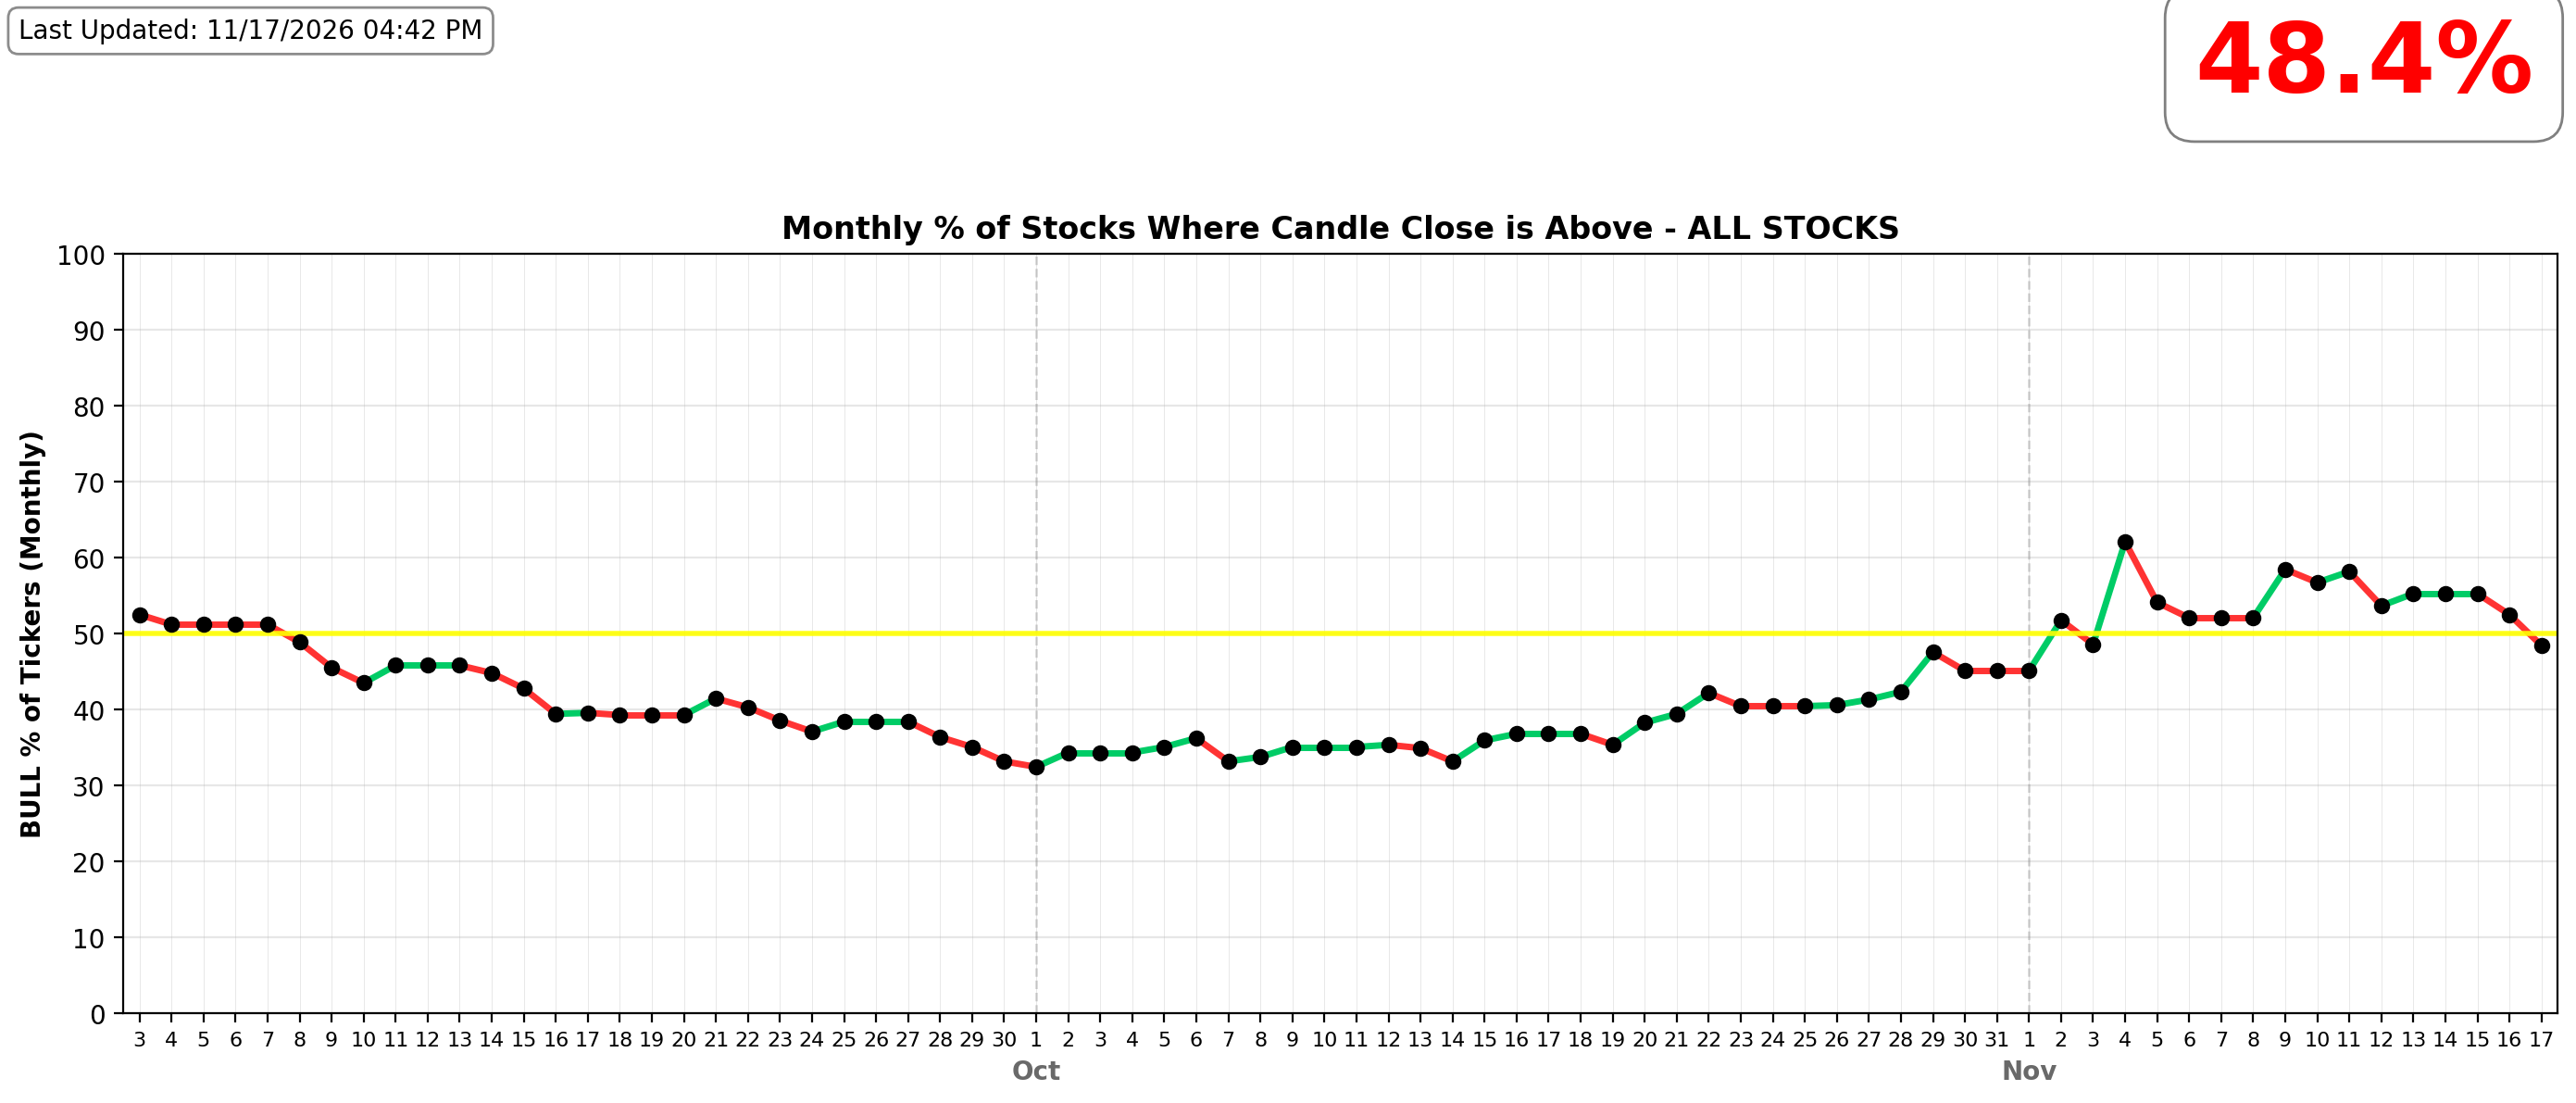 Last Updated: 11/17/2026 04:42 PM
48.4%
Monthly % of Stocks Where Candle Close is Above - ALL STOCKS
BULL % of Tickers (Monthly)
100
90
80
70
60
50
40
30
20
10
0
3 4 5 6 7 8 9 10 11 12 13 14 15 16 17 18 19 20 21 22 23 24 25 26 27 28 29 30 1 2 3 4 5 6 7 8 9 10 11 12 13 14 15 16 17 18 19 20 21 22 23 24 25 26 27 28 29 30 31 1 2 3 4 5 6 7 8 9 10 11 12 13 14 15 16 17
Oct Nov